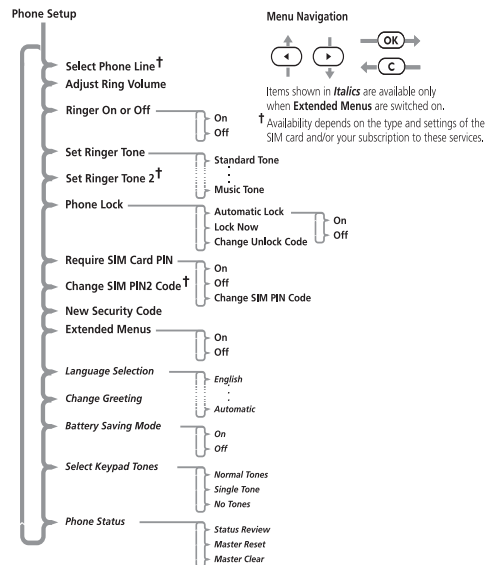 Phone Setup
Menu Navigation
OK
C
Items shown in Italics are available only
when Extended Menus are switched on.
† Availability depends on the type and settings of the
SIM card and/or your subscription to these services.
Select Phone Line†
Adjust Ring Volume
Ringer On or Off
On
Off
Set Ringer Tone
Standard Tone
Set Ringer Tone 2†
Music Tone
Phone Lock
Automatic Lock
On
Off
Lock Now
Change Unlock Code
Require SIM Card PIN
On
Off
Change SIM PIN Code
Change SIM PIN2 Code†
New Security Code
Extended Menus
On
Off
Language Selection
English
Automatic
Change Greeting
Battery Saving Mode
On
Off
Select Keypad Tones
Normal Tones
Single Tone
No Tones
Phone Status
Status Review
Master Reset
Master Clear